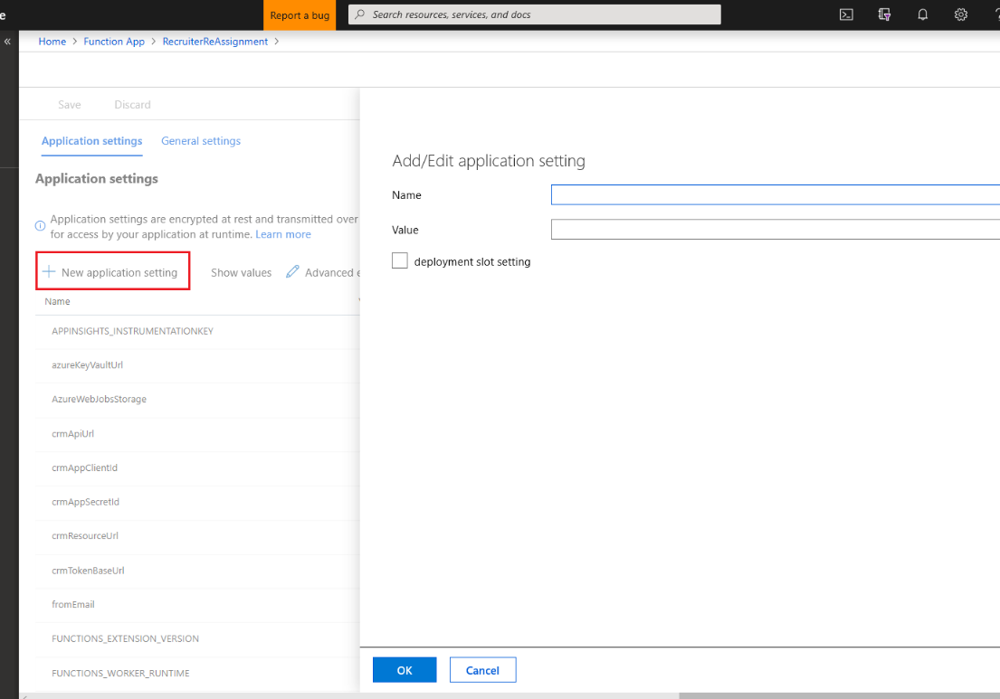 e
Report a bug
Search resources, services, and docs
Home > Function App > RecruiterReAssignment >
Save Discard
Application settings General settings
Application settings
Application settings are encrypted at rest and transmitted over
for access by your application at runtime. Learn more
New application setting Show values Advanced e
Name
APPINSIGHTS_INSTRUMENTATIONKEY
azureKeyVaultUrl
AzureWebJobsStorage
crmApiUrl
crmAppClientId
crmAppSecretId
crmResourceUrl
crmTokenBaseUrl
fromEmail
FUNCTIONS_EXTENSION_VERSION
FUNCTIONS_WORKER_RUNTIME
Add/Edit application setting
Name
Value
deployment slot setting
OK Cancel